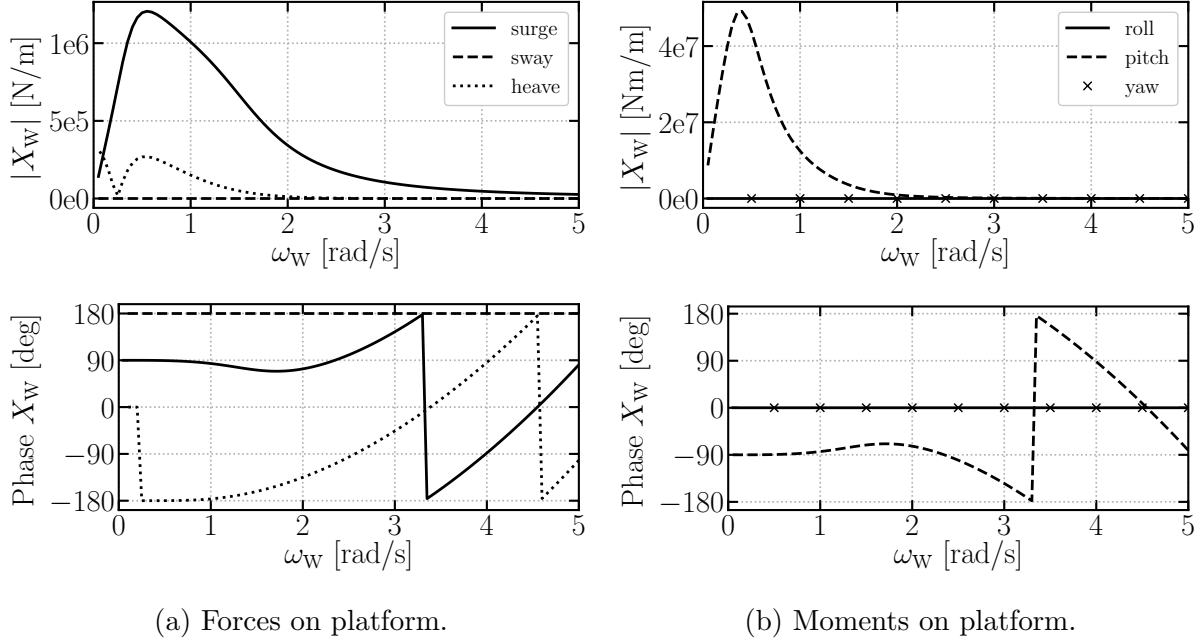 |X_W| [N/m]
1e6
5e5
0e0
surge
sway
heave
0 1 2 3 4 5
ω_W [rad/s]
|X_W| [Nm/m]
4e7
2e7
0e0
roll
pitch
yaw
0 1 2 3 4 5
ω_W [rad/s]
Phase X_W [deg]
180
90
0
−90
−180
0 1 2 3 4 5
ω_W [rad/s]
Phase X_W [deg]
180
90
0
−90
−180
0 1 2 3 4 5
ω_W [rad/s]
(a) Forces on platform.
(b) Moments on platform.